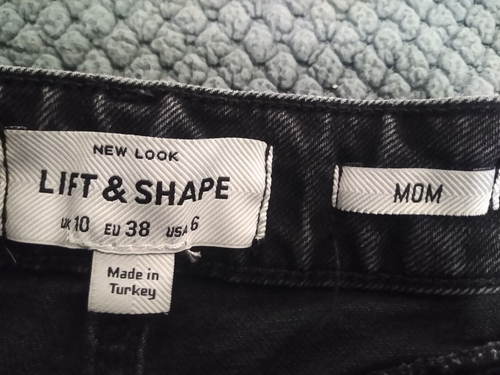 NEW LOOK
LIFT & SHAPE
UK 10 EU 38 USA 6
Made in
Turkey
MOM